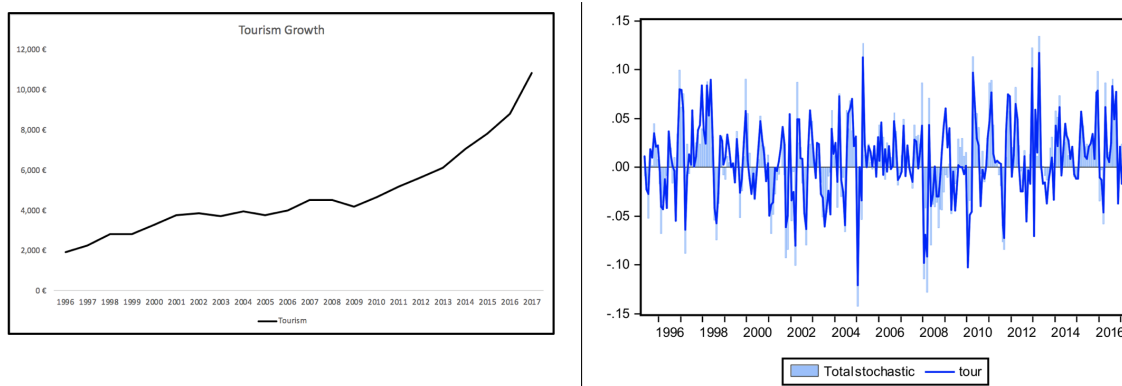 Tourism Growth
12,000 €
10,000 €
8,000 €
6,000 €
4,000 €
2,000 €
0 €
1996 1997 1998 1999 2000 2001 2002 2003 2004 2005 2006 2007 2008 2009 2010 2011 2012 2013 2014 2015 2016 2017
Tourism
.15
.10
.05
.00
-.05
-.10
-.15
1996 1998 2000 2002 2004 2006 2008 2010 2012 2014 2016
Total stochastic tour